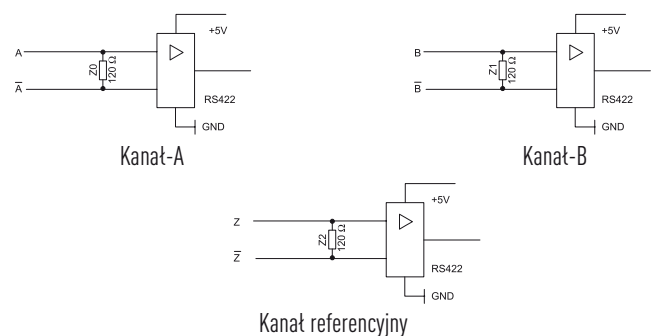 +5V
A
Z0
120 Ω
A̅
RS422
GND
Kanał-A
+5V
B
Z1
120 Ω
B̅
RS422
GND
Kanał-B
+5V
Z
Z2
120 Ω
Z̅
RS422
GND
Kanał referencyjny